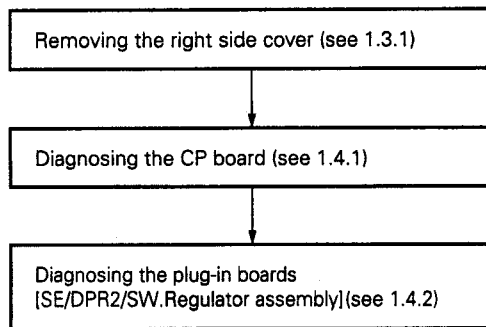 Removing the right side cover (see 1.3.1)
Diagnosing the CP board (see 1.4.1)
Diagnosing the plug-in boards
[SE/DPR2/SW.Regulator assembly](see 1.4.2)